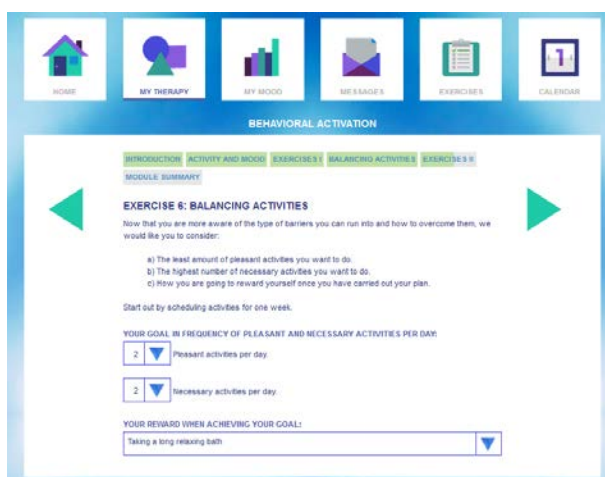 HOME
MY THERAPY
MY MOOD
MESSAGES
EXERCISES
1
CALENDAR
BEHAVIORAL ACTIVATION
INTRODUCTION ACTIVITY AND MOOD EXERCISES I BALANCING ACTIVITIES EXERCISES II
MODULE SUMMARY
EXERCISE 6: BALANCING ACTIVITIES
Now that you are more aware of the type of barriers you can run into and how to overcome them, we
would like you to consider:
a) The least amount of pleasant activities you want to do.
b) The highest number of necessary activities you want to do.
c) How you are going to reward yourself once you have carried out your plan.
Start out by scheduling activities for one week.
YOUR GOAL IN FREQUENCY OF PLEASANT AND NECESSARY ACTIVITIES PER DAY:
2 Pleasant activities per day.
2 Necessary activities per day.
YOUR REWARD WHEN ACHIEVING YOUR GOAL:
Taking a long relaxing bath